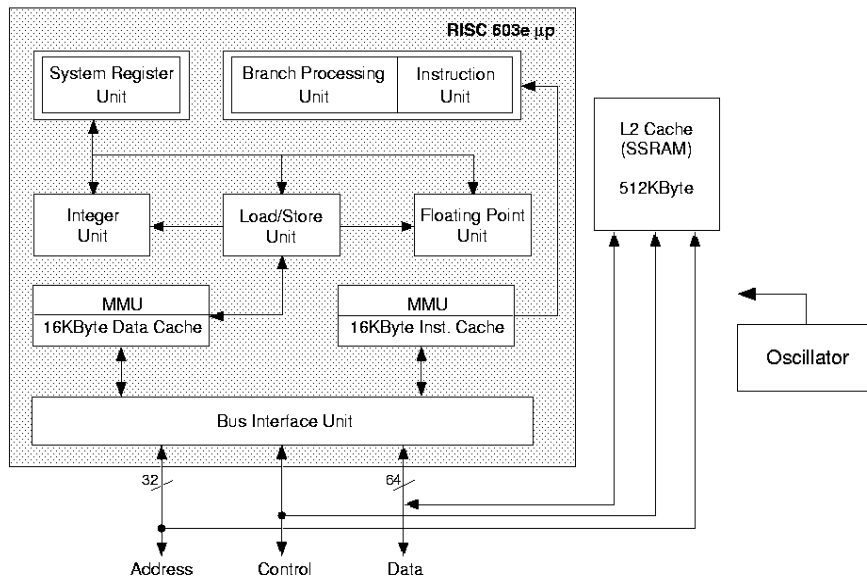 RISC 603e µp
System Register
Unit
Branch Processing
Unit
Instruction
Unit
L2 Cache
(SSRAM)
512KByte
Integer
Unit
Load/Store
Unit
Floating Point
Unit
MMU
16KByte Data Cache
MMU
16KByte Inst. Cache
Oscillator
Bus Interface Unit
32
64
Address
Control
Data